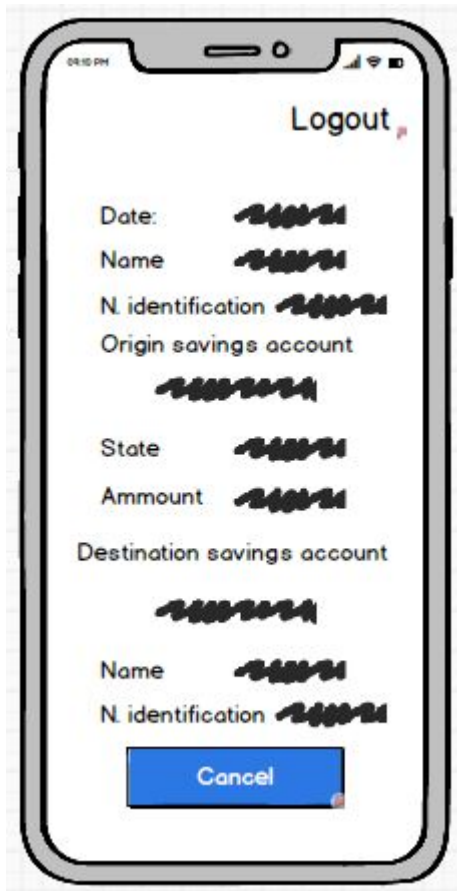 09:10 PM
Logout
Date:
Name
N. identification
Origin savings account
State
Ammount
Destination savings account
Name
N. identification
Cancel